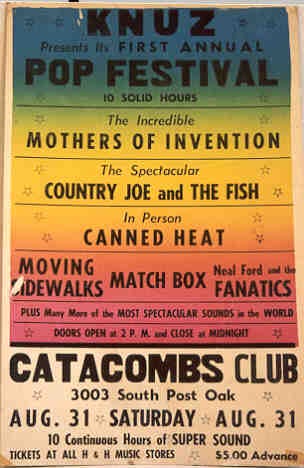 KNUZ
Presents Its FIRST ANNUAL
POP FESTIVAL
10 SOLID HOURS
The Incredible
MOTHERS OF INVENTION
The Spectacular
COUNTRY JOE and THE FISH
In Person
CANNED HEAT
MOVING SIDEWALKS
MATCH BOX
Neal Ford and the FANATICS
PLUS Many More of the MOST SPECTACULAR SOUNDS in the WORLD
DOORS OPEN at 2 P. M. and CLOSE at MIDNIGHT
CATACOMBS CLUB
3003 South Post Oak
AUG. 31 SATURDAY AUG. 31
10 Continuous Hours of SUPER SOUND
TICKETS AT ALL H & H MUSIC STORES $5.00 Advance